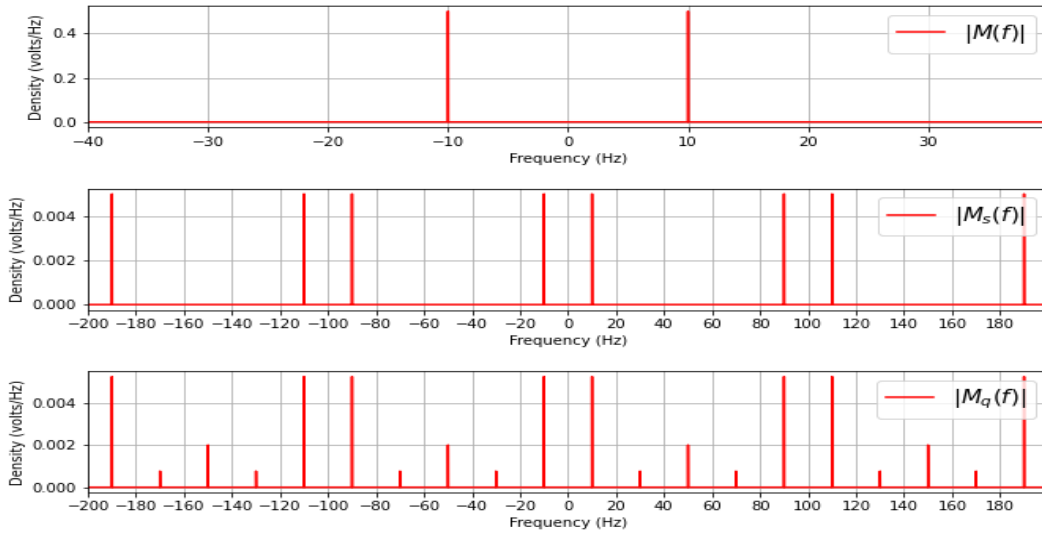 Density (volts/Hz)
0.4
0.2
0.0
|M(f)|
−40 −30 −20 −10 0 10 20 30
Frequency (Hz)
Density (volts/Hz)
0.004
0.002
0.000
|M_s(f)|
−200 −180 −160 −140 −120 −100 −80 −60 −40 −20 0 20 40 60 80 100 120 140 160 180
Frequency (Hz)
Density (volts/Hz)
0.004
0.002
0.000
|M_q(f)|
−200 −180 −160 −140 −120 −100 −80 −60 −40 −20 0 20 40 60 80 100 120 140 160 180
Frequency (Hz)